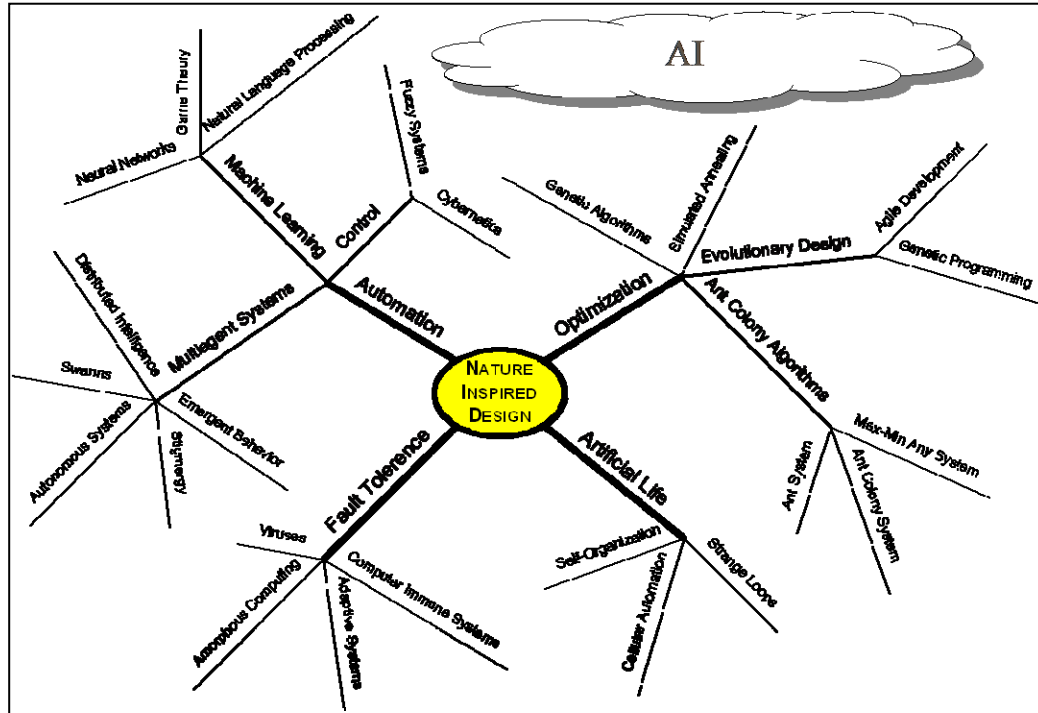 AI
Game Theory
Natural Language Processing
Neural Networks
Machine Learning
Fuzzy Systems
Control
Cybernetics
Automation
Distributed Intelligence
Multiegent Systems
Swarms
Autonomous Systems
Stigmergy
Emergent Behavior
Genetic Algorithms
Simulated Annealing
Optimization
Evolutionary Design
Agile Development
Genetic Programming
Ant Colony Algorithms
Max-Min Any System
Ant System
Ant Colony System
NATURE
INSPIRED
DESIGN
Fault Tolerence
Viruses
Amorphous Computing
Adaptive Systems
Computer Immune Systems
Artificial Life
Self-Organization
Cellular Automation
Strange Loops